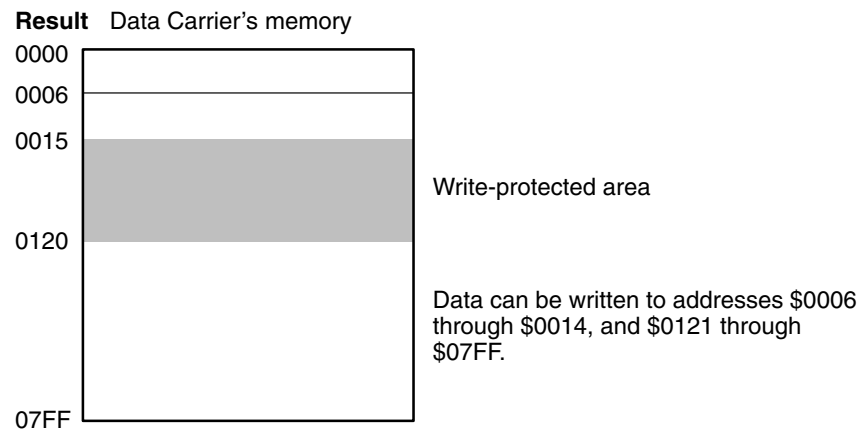 Result Data Carrier’s memory
0000
0006
0015
Write-protected area
0120
Data can be written to addresses $0006
through $0014, and $0121 through
$07FF.
07FF